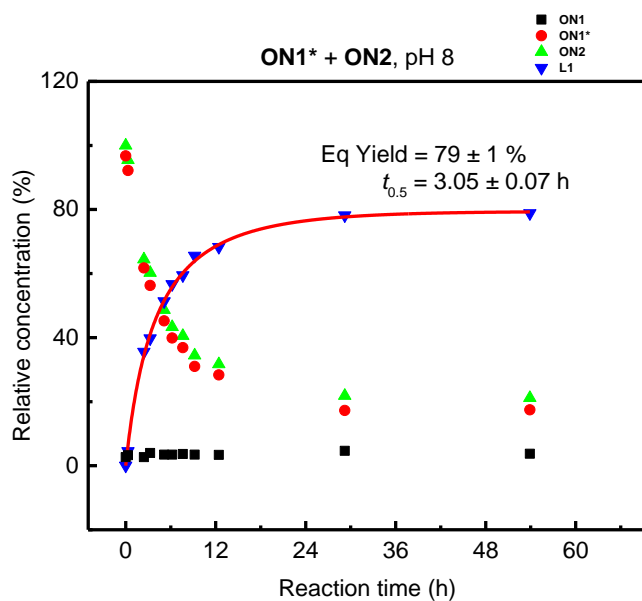 ON1
ON1*
ON2
L1
ON1* + ON2, pH 8
Eq Yield = 79 ± 1 %
t0.5 = 3.05 ± 0.07 h
120
80
40
0
Relative concentration (%)
0 12 24 36 48 60
Reaction time (h)